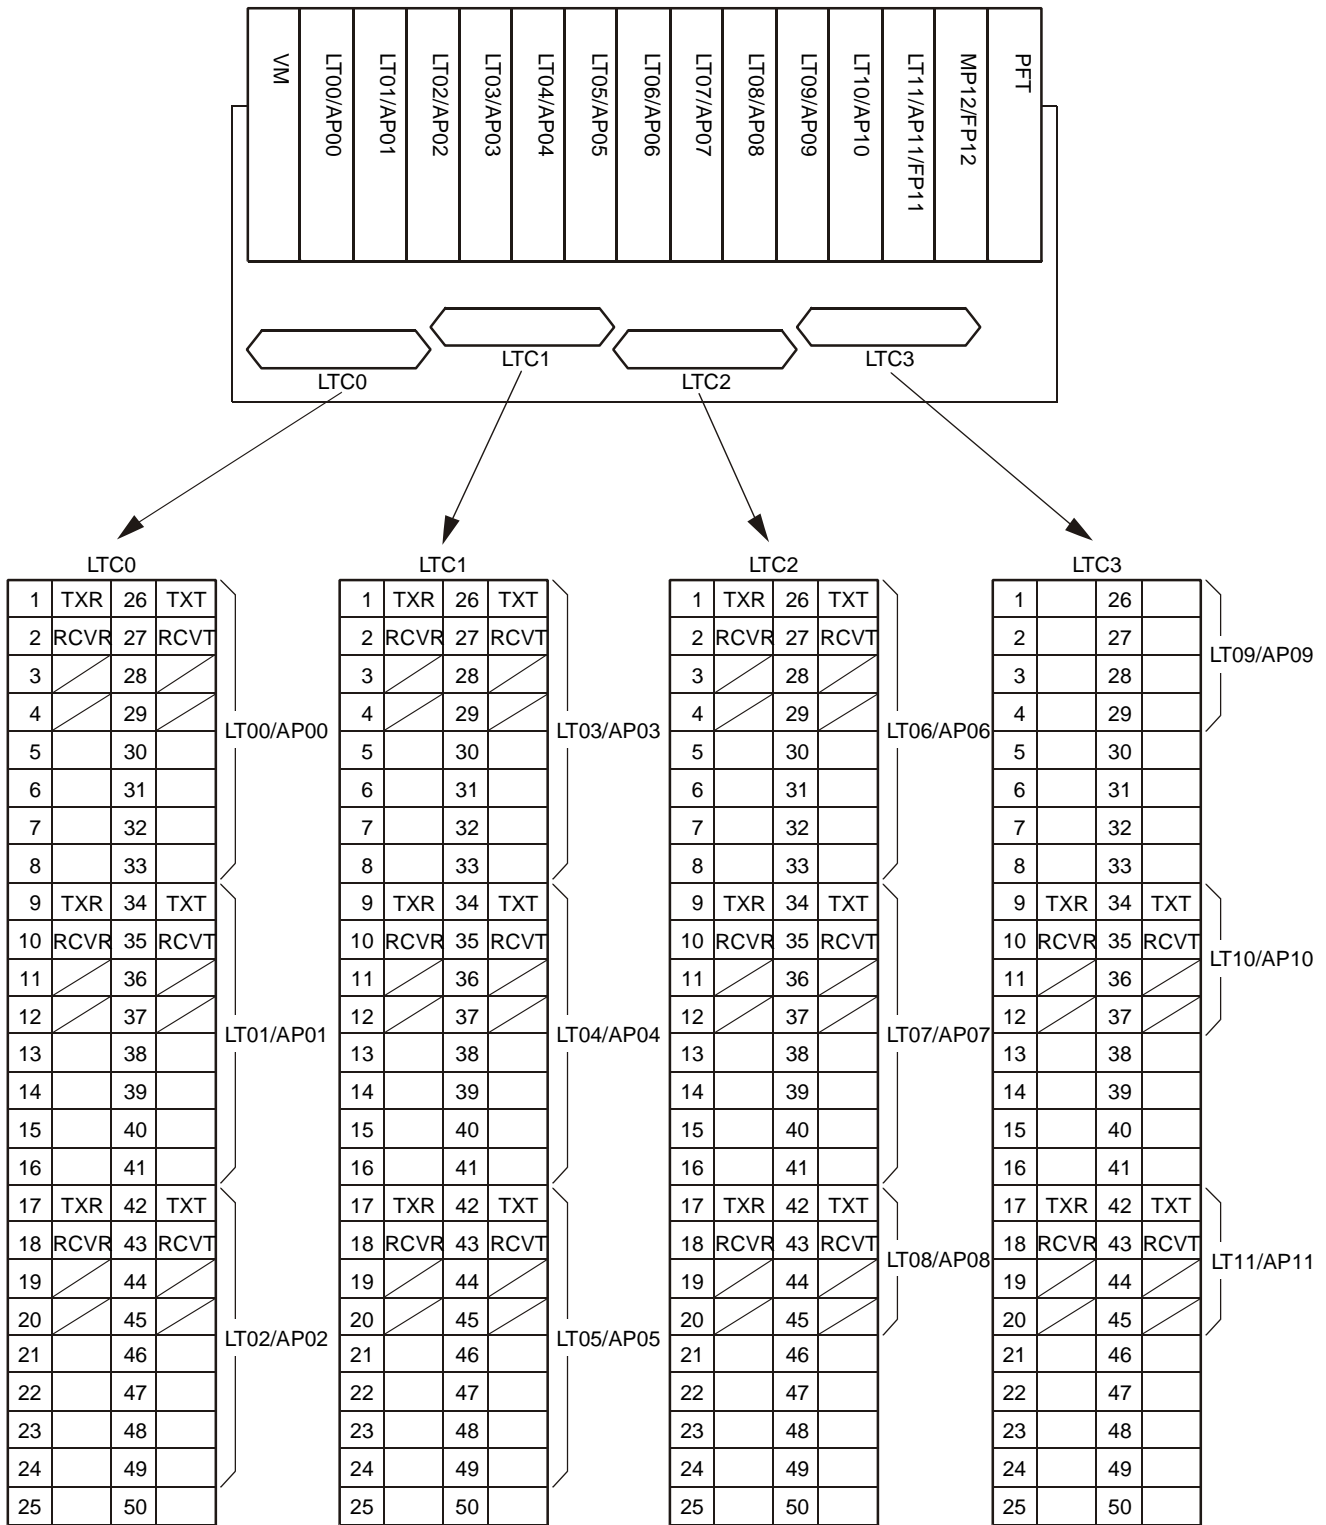 VM LT00/AP00 LT01/AP01 LT02/AP02 LT03/AP03 LT04/AP04 LT05/AP05 LT06/AP06 LT07/AP07 LT08/AP08 LT09/AP09 LT10/AP10 LT11/AP11/FP11 MP12/FP12 PFT
LTC1 LTC3
LTC0 LTC2
LTC0
1 TXR 26 TXT
2 RCVR 27 RCVT
3 28
4 29
LT00/AP00
5 30
6 31
7 32
8 33
9 TXR 34 TXT
10 RCVR 35 RCVT
11 36
12 37
LT01/AP01
13 38
14 39
15 40
16 41
17 TXR 42 TXT
18 RCVR 43 RCVT
19 44
20 45
LT02/AP02
21 46
22 47
23 48
24 49
25 50
LTC1
1 TXR 26 TXT
2 RCVR 27 RCVT
3 28
4 29
LT03/AP03
5 30
6 31
7 32
8 33
9 TXR 34 TXT
10 RCVR 35 RCVT
11 36
12 37
LT04/AP04
13 38
14 39
15 40
16 41
17 TXR 42 TXT
18 RCVR 43 RCVT
19 44
20 45
LT05/AP05
21 46
22 47
23 48
24 49
25 50
LTC2
1 TXR 26 TXT
2 RCVR 27 RCVT
3 28
4 29
LT06/AP06
5 30
6 31
7 32
8 33
9 TXR 34 TXT
10 RCVR 35 RCVT
11 36
12 37
LT07/AP07
13 38
14 39
15 40
16 41
17 TXR 42 TXT
18 RCVR 43 RCVT
LT08/AP08
19 44
20 45
21 46
22 47
23 48
24 49
25 50
LTC3
1 26
2 27
LT09/AP09
3 28
4 29
5 30
6 31
7 32
8 33
9 TXR 34 TXT
10 RCVR 35 RCVT
LT10/AP10
11 36
12 37
13 38
14 39
15 40
16 41
17 TXR 42 TXT
18 RCVR 43 RCVT
LT11/AP11
19 44
20 45
21 46
22 47
23 48
24 49
25 50